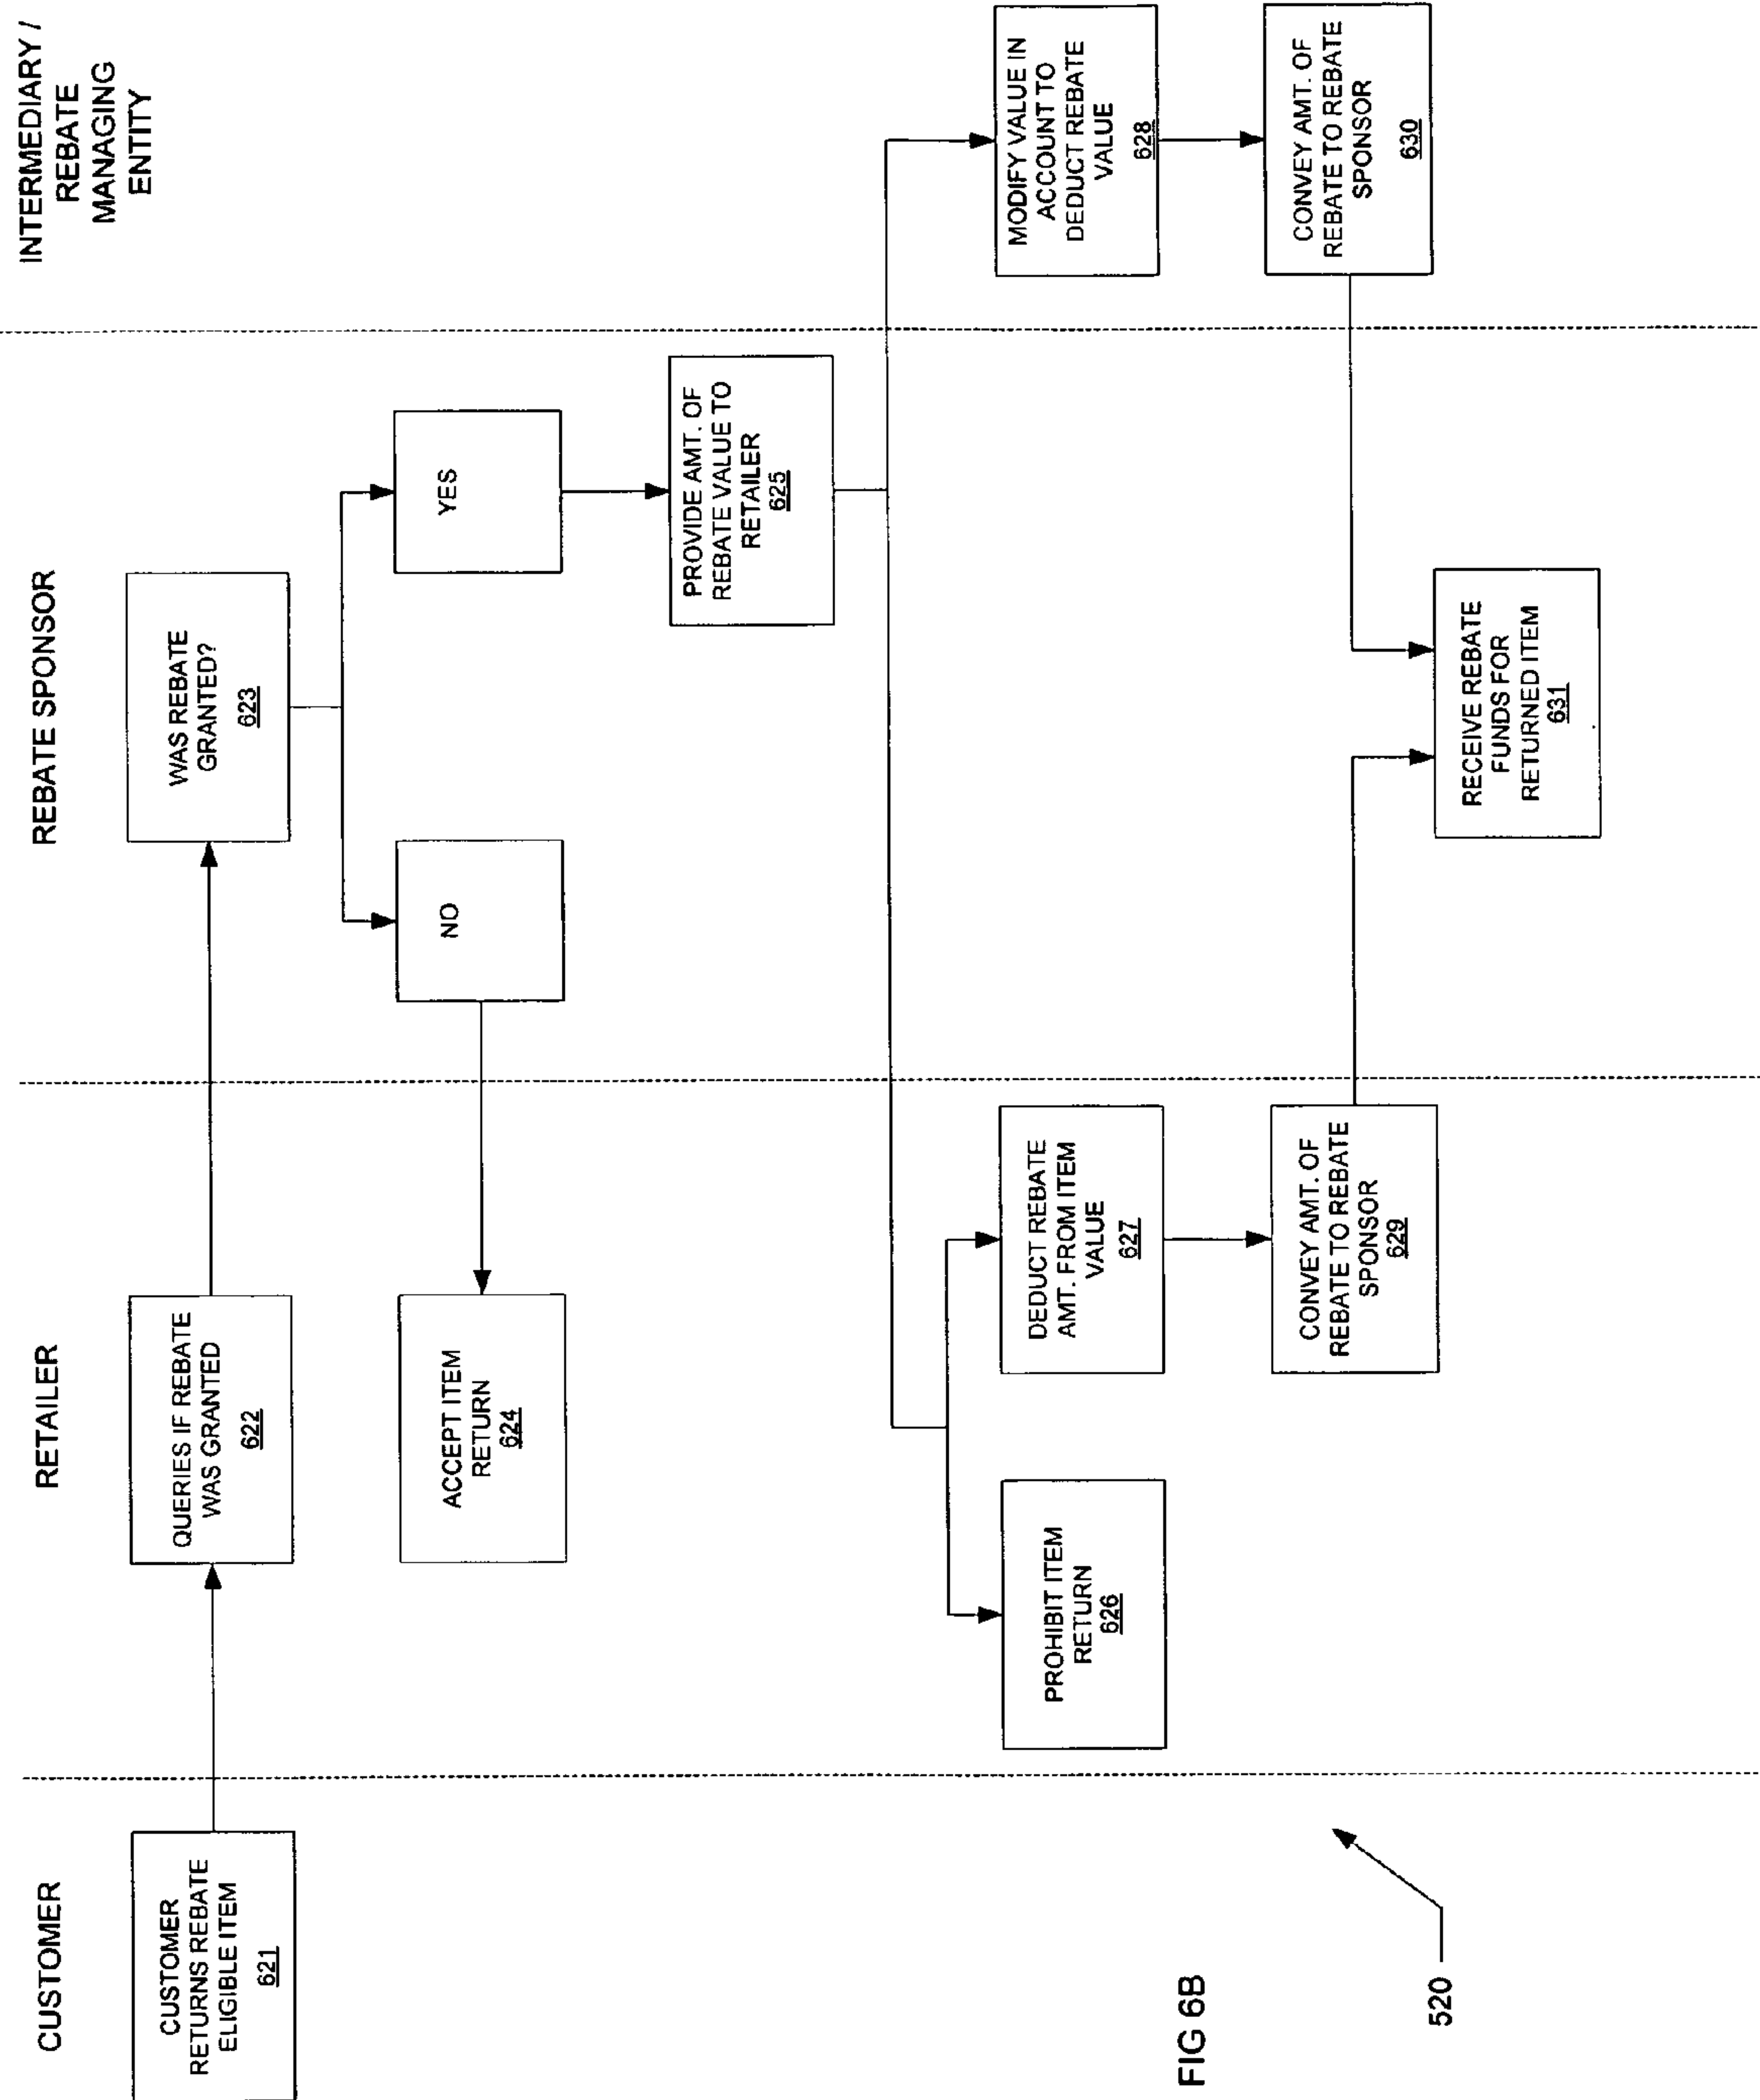 CUSTOMER
RETAILER
REBATE SPONSOR
INTERMEDIARY /
REBATE
MANAGING
ENTITY
CUSTOMER
RETURNS REBATE
ELIGIBLE ITEM
621
QUERIES IF REBATE
WAS GRANTED
622
WAS REBATE
GRANTED?
623
NO
YES
ACCEPT ITEM
RETURN
624
PROVIDE AMT. OF
REBATE VALUE TO
RETAILER
625
PROHIBIT ITEM
RETURN
626
DEDUCT REBATE
AMT. FROM ITEM
VALUE
627
MODIFY VALUE IN
ACCOUNT TO
DEDUCT REBATE
VALUE
628
CONVEY AMT. OF
REBATE TO REBATE
SPONSOR
629
CONVEY AMT. OF
REBATE TO REBATE
SPONSOR
630
RECEIVE REBATE
FUNDS FOR
RETURNED ITEM
631
FIG 6B
520